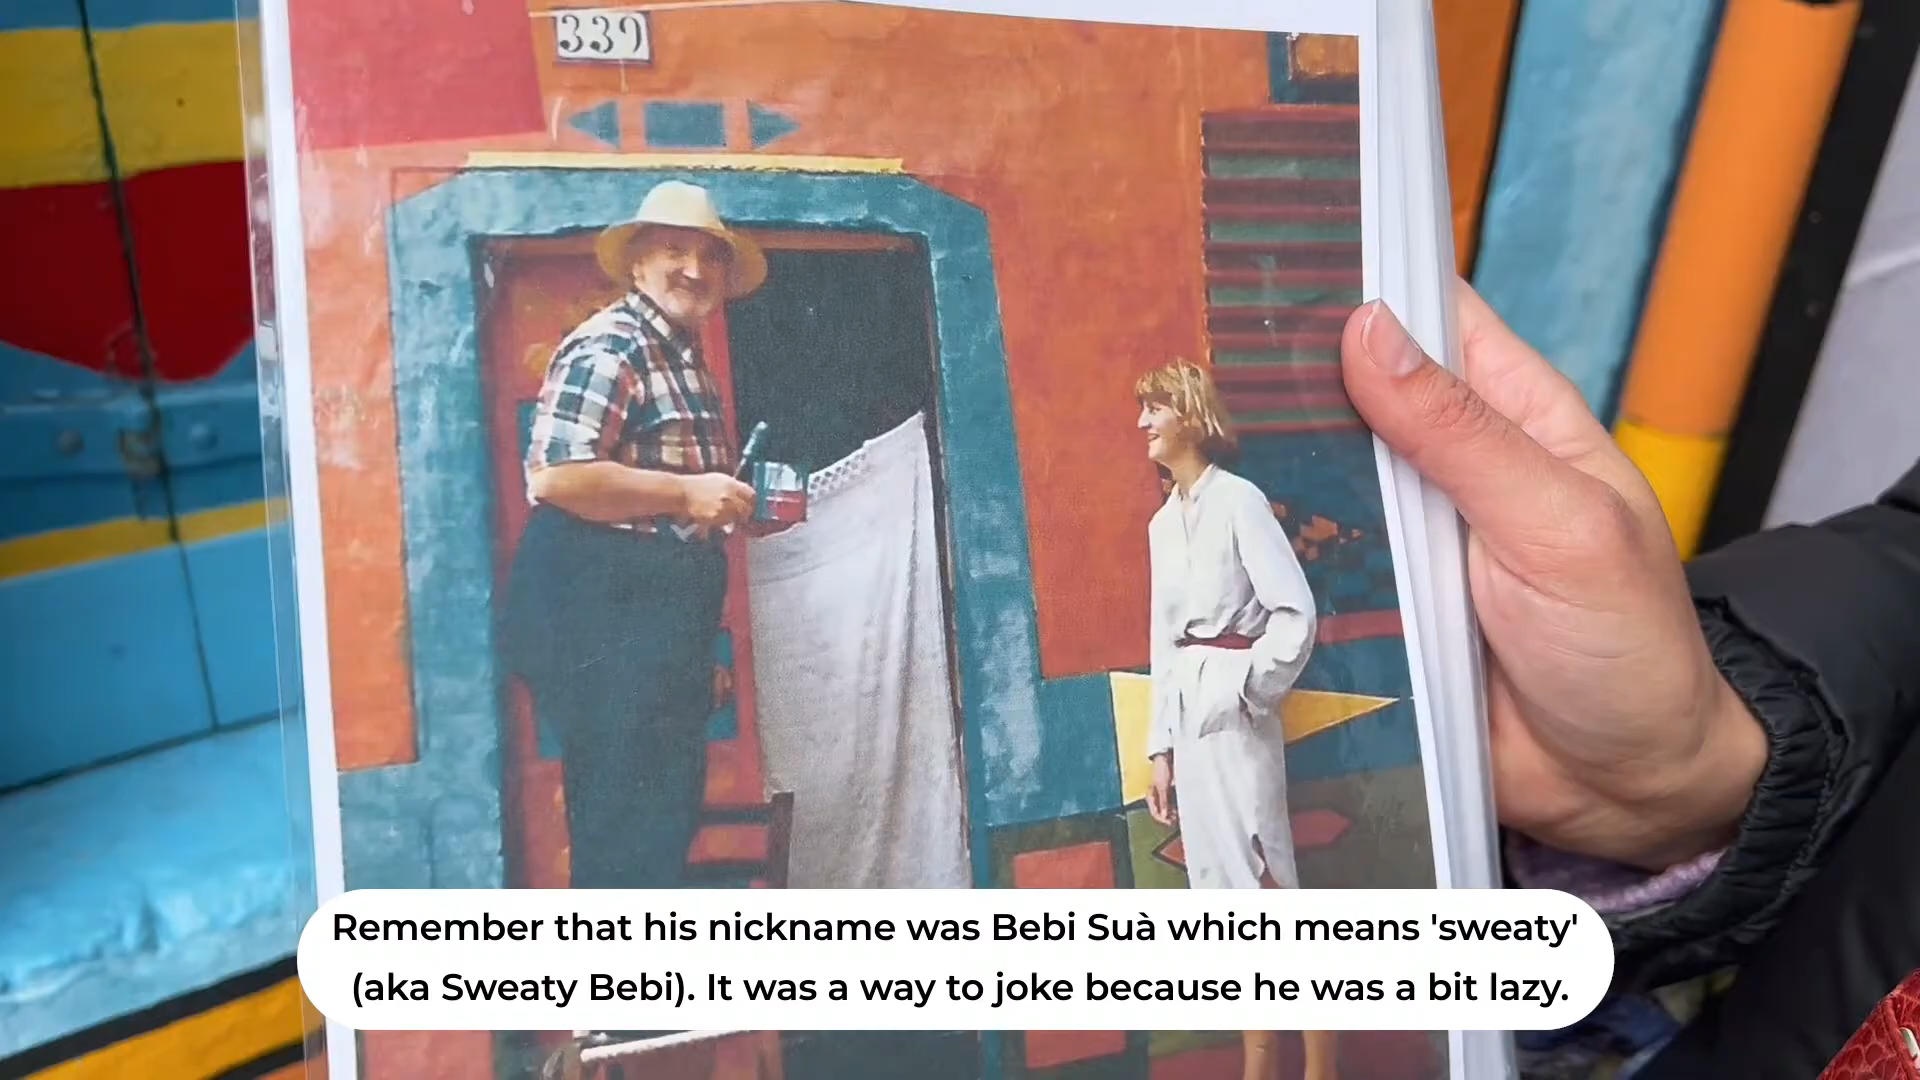 339
Remember that his nickname was Bebi Suà which means 'sweaty'
(aka Sweaty Bebi). It was a way to joke because he was a bit lazy.